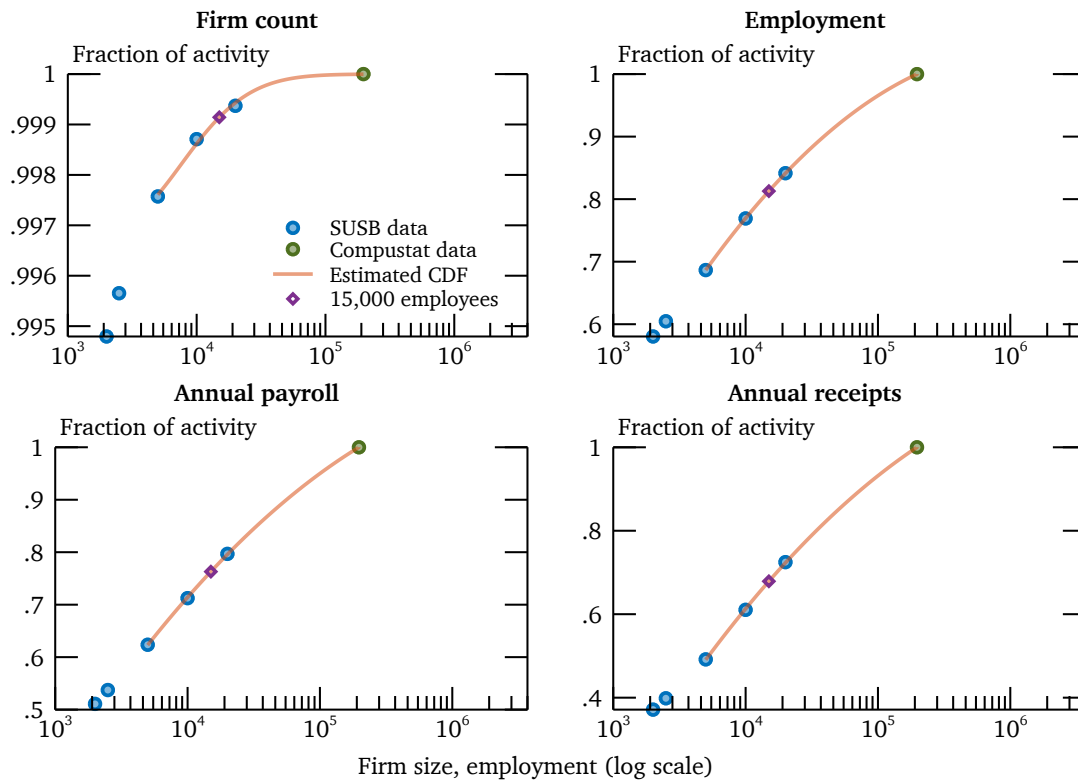 Firm count
Fraction of activity
1
.999
.998
.997
.996
.995
10³ 10⁴ 10⁵ 10⁶
SUSB data
Compustat data
Estimated CDF
15,000 employees
Employment
Fraction of activity
1
.9
.8
.7
.6
10³ 10⁴ 10⁵ 10⁶
Annual payroll
Fraction of activity
1
.9
.8
.7
.6
.5
10³ 10⁴ 10⁵ 10⁶
Annual receipts
Fraction of activity
1
.8
.6
.4
10³ 10⁴ 10⁵ 10⁶
Firm size, employment (log scale)